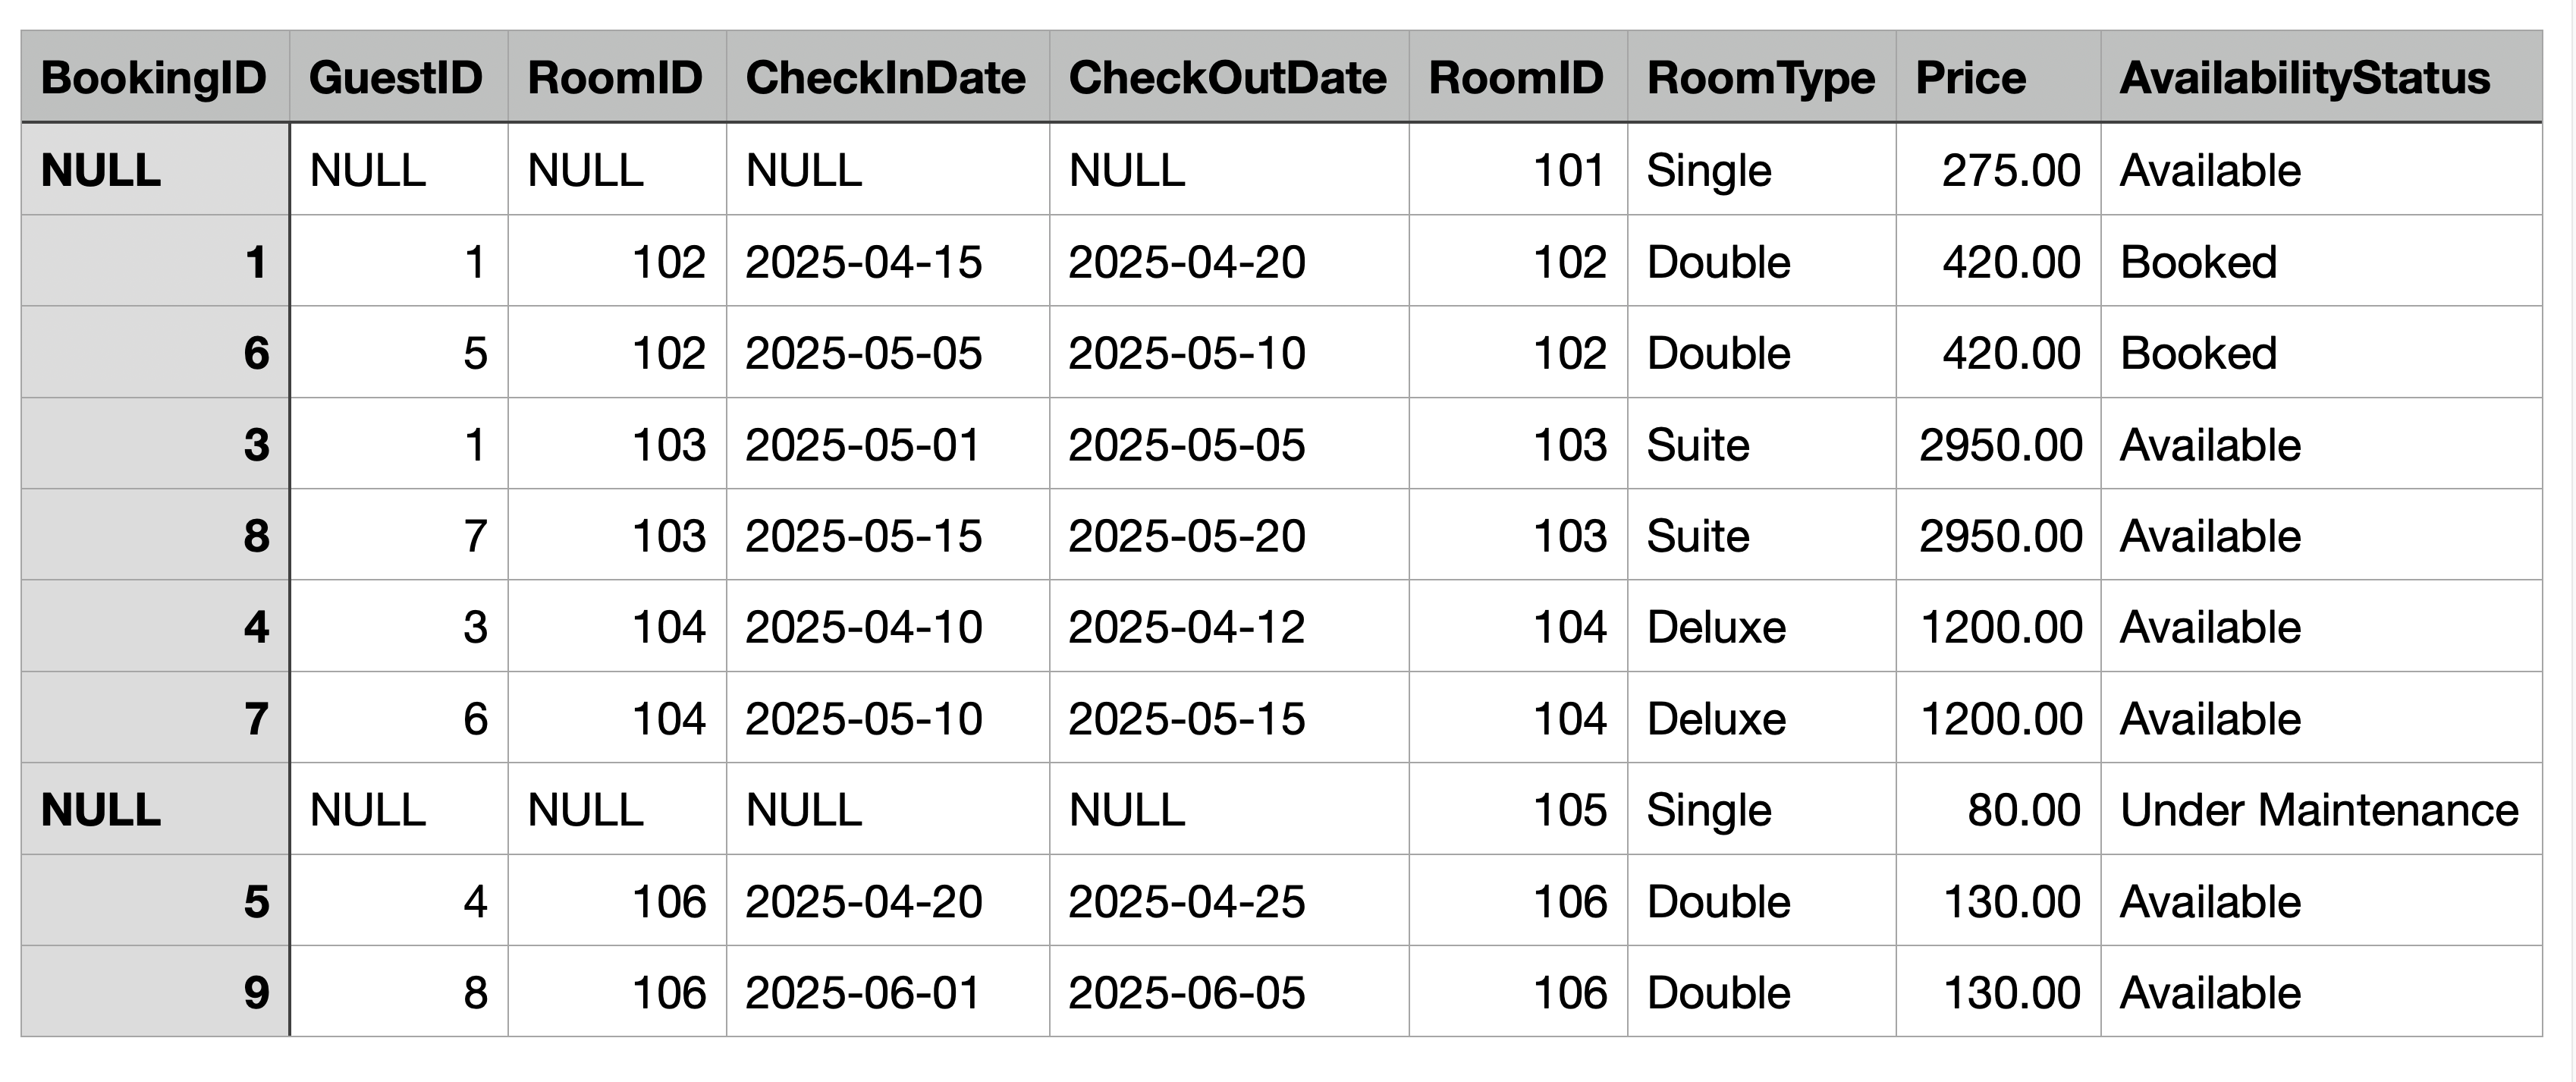 BookingID GuestID RoomID CheckInDate CheckOutDate RoomID RoomType Price AvailabilityStatus
NULL NULL NULL NULL NULL 101 Single 275.00 Available
1 1 102 2025-04-15 2025-04-20 102 Double 420.00 Booked
6 5 102 2025-05-05 2025-05-10 102 Double 420.00 Booked
3 1 103 2025-05-01 2025-05-05 103 Suite 2950.00 Available
8 7 103 2025-05-15 2025-05-20 103 Suite 2950.00 Available
4 3 104 2025-04-10 2025-04-12 104 Deluxe 1200.00 Available
7 6 104 2025-05-10 2025-05-15 104 Deluxe 1200.00 Available
NULL NULL NULL NULL NULL 105 Single 80.00 Under Maintenance
5 4 106 2025-04-20 2025-04-25 106 Double 130.00 Available
9 8 106 2025-06-01 2025-06-05 106 Double 130.00 Available